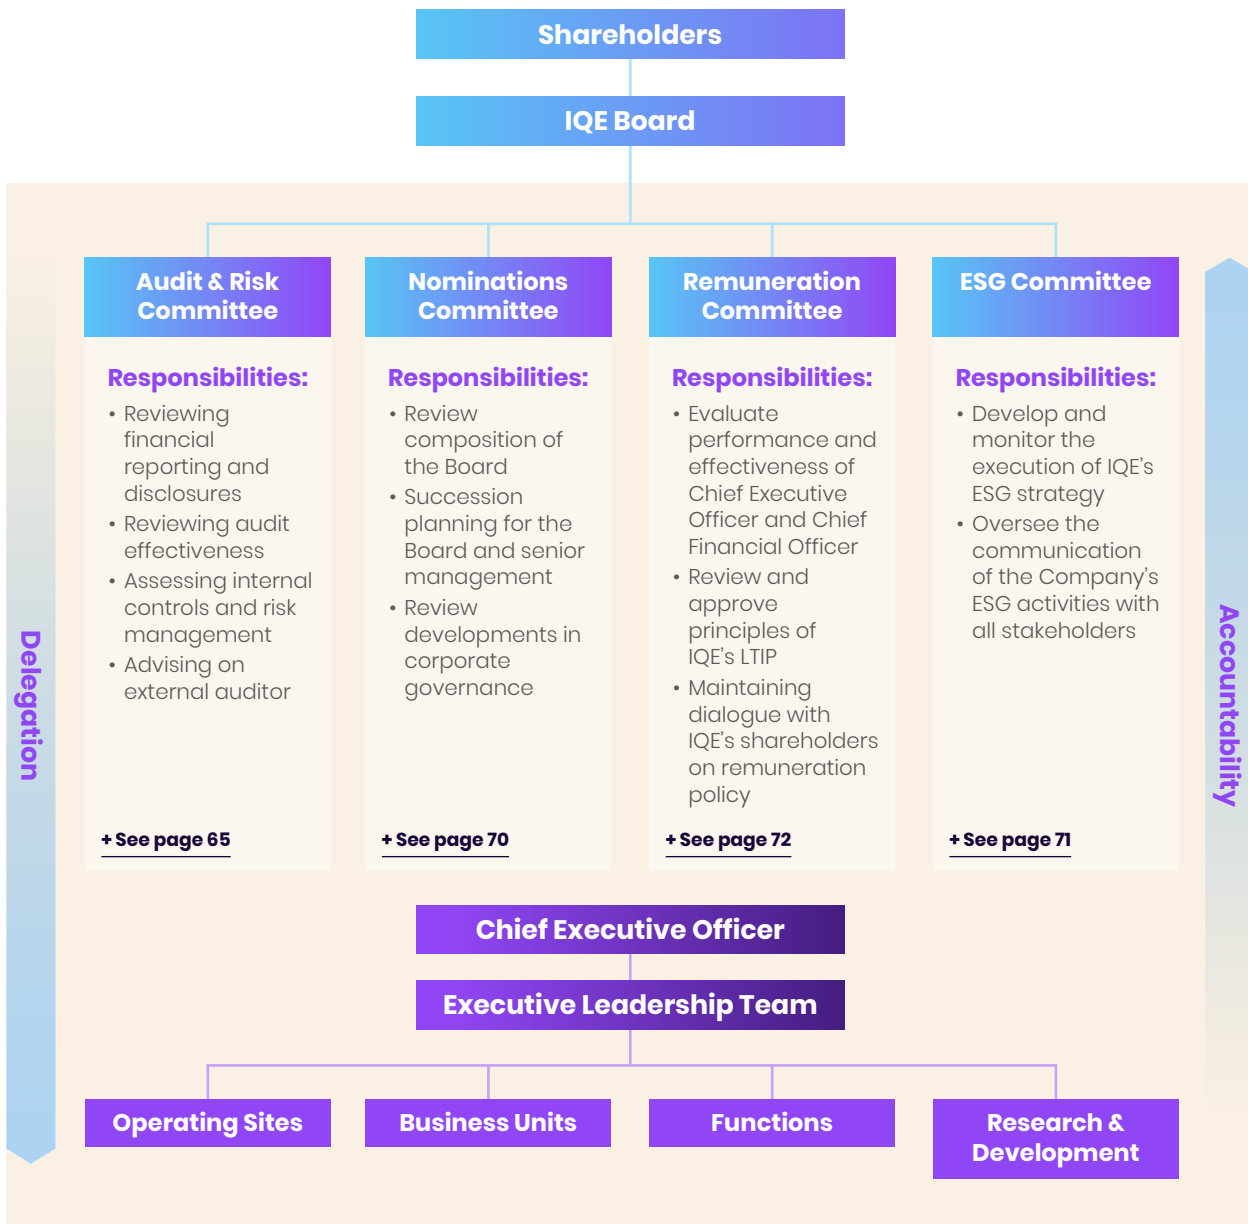 Shareholders
IQE Board
Audit & Risk
Committee
Responsibilities:
• Reviewing
financial
reporting and
disclosures
• Reviewing audit
effectiveness
• Assessing internal
controls and risk
management
• Advising on
external auditor
+ See page 65
Nominations
Committee
Responsibilities:
• Review
composition of
the Board
• Succession
planning for the
Board and senior
management
• Review
developments in
corporate
governance
+ See page 70
Remuneration
Committee
Responsibilities:
• Evaluate
performance and
effectiveness of
Chief Executive
Officer and Chief
Financial Officer
• Review and
approve
principles of
IQE’s LTIP
• Maintaining
dialogue with
IQE’s shareholders
on remuneration
policy
+ See page 72
ESG Committee
Responsibilities:
• Develop and
monitor the
execution of IQE’s
ESG strategy
• Oversee the
communication
of the Company’s
ESG activities with
all stakeholders
+ See page 71
Delegation
Accountability
Chief Executive Officer
Executive Leadership Team
Operating Sites
Business Units
Functions
Research &
Development